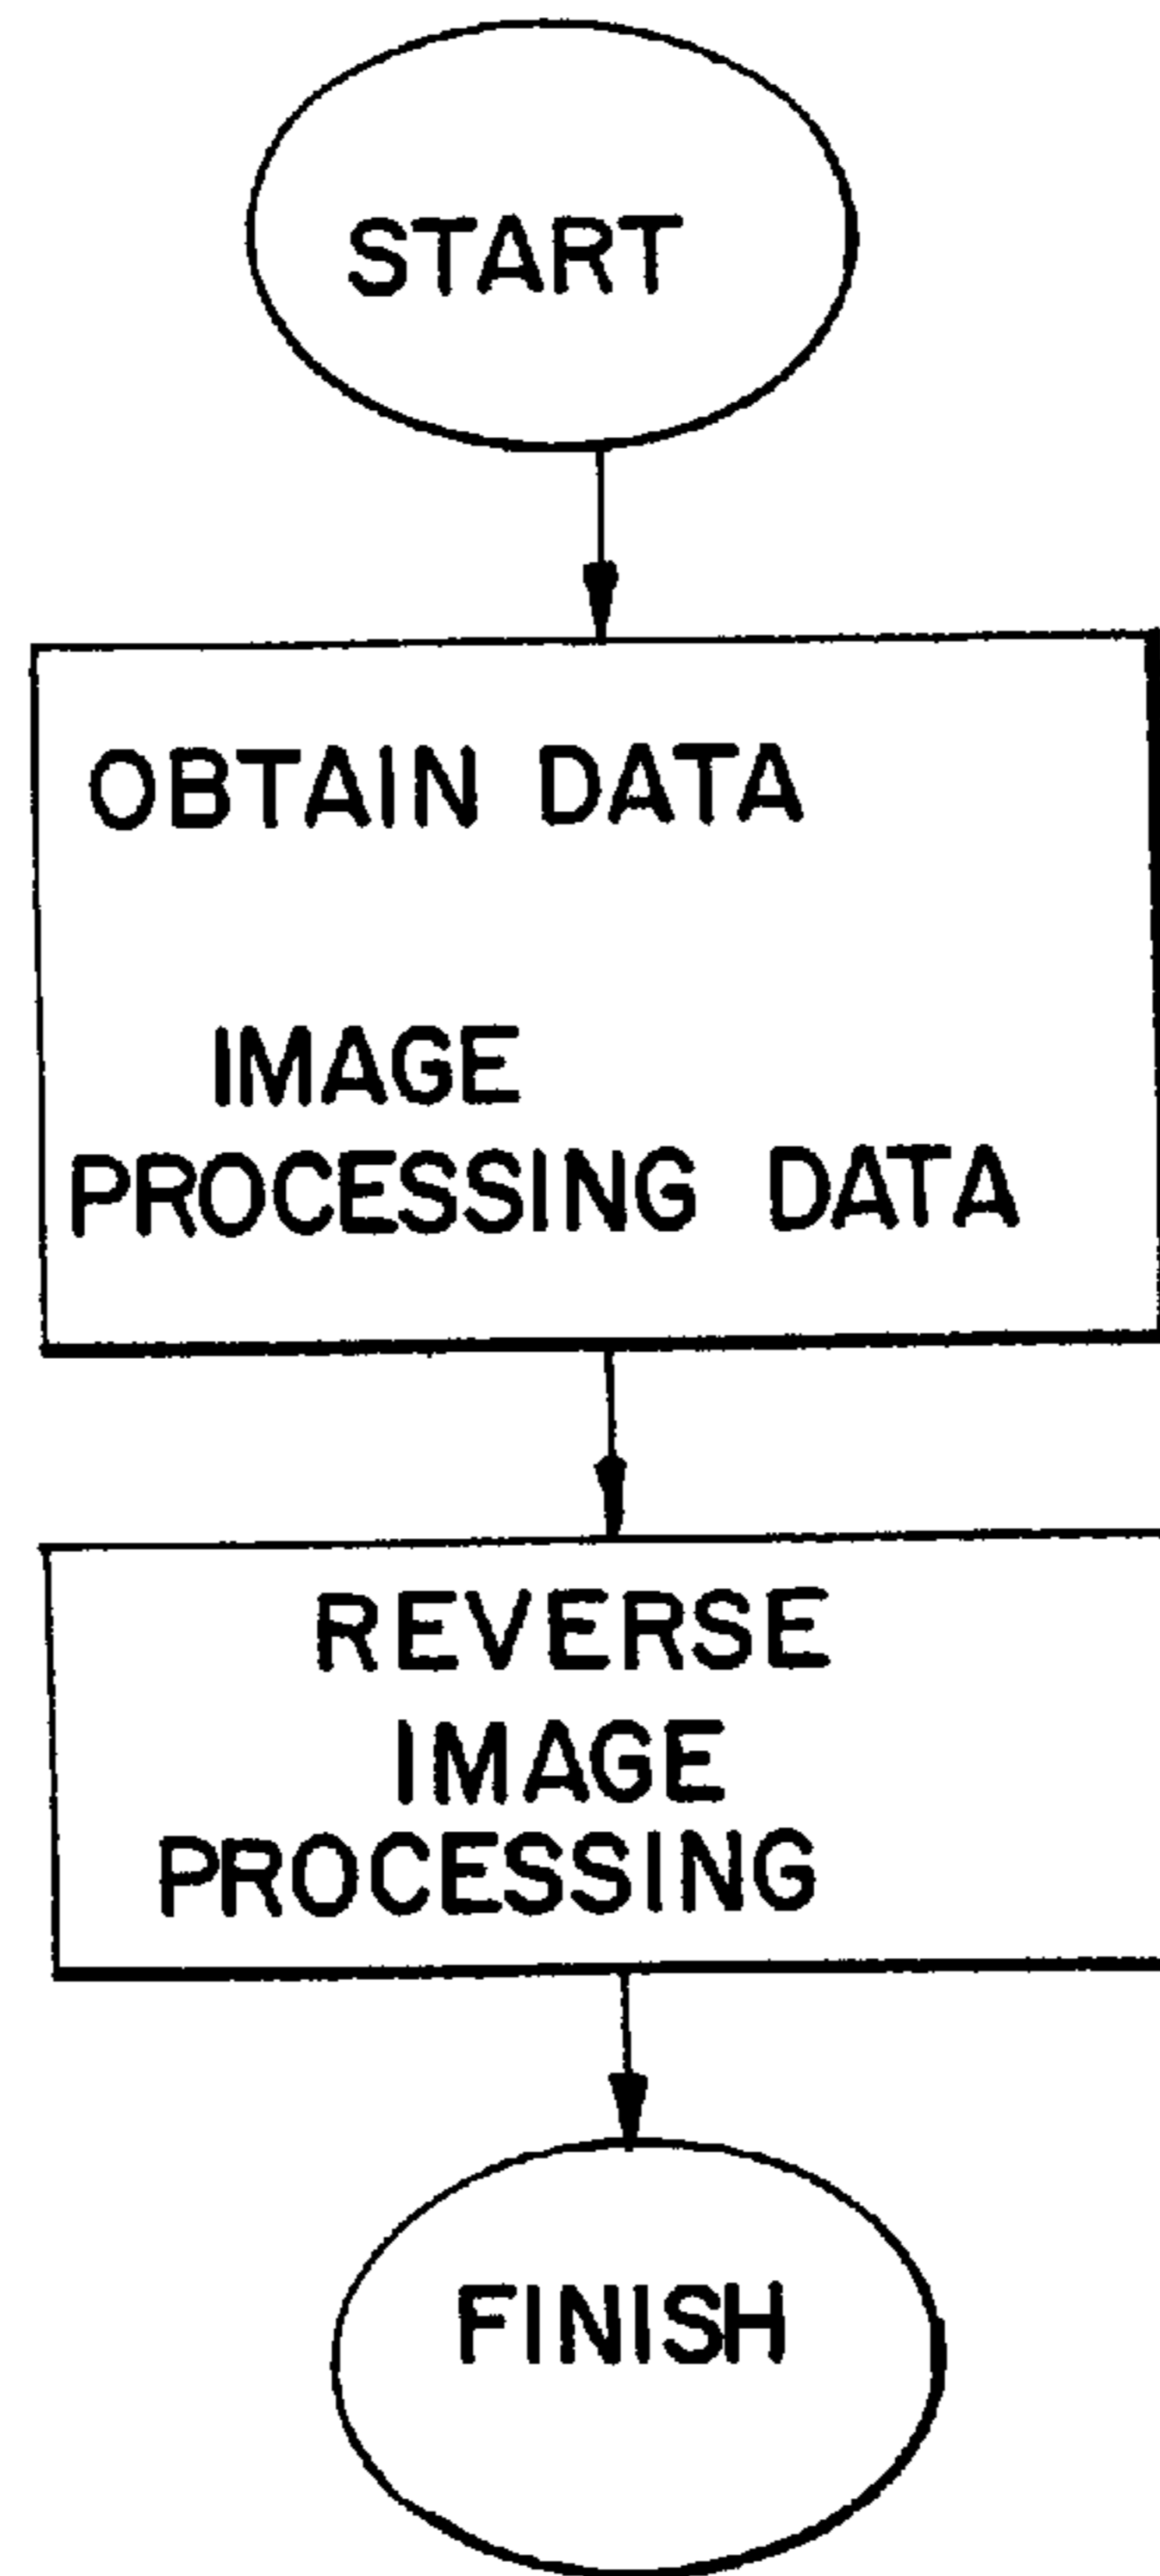 START
OBTAIN DATA
IMAGE
PROCESSING DATA
REVERSE
IMAGE
PROCESSING
FINISH